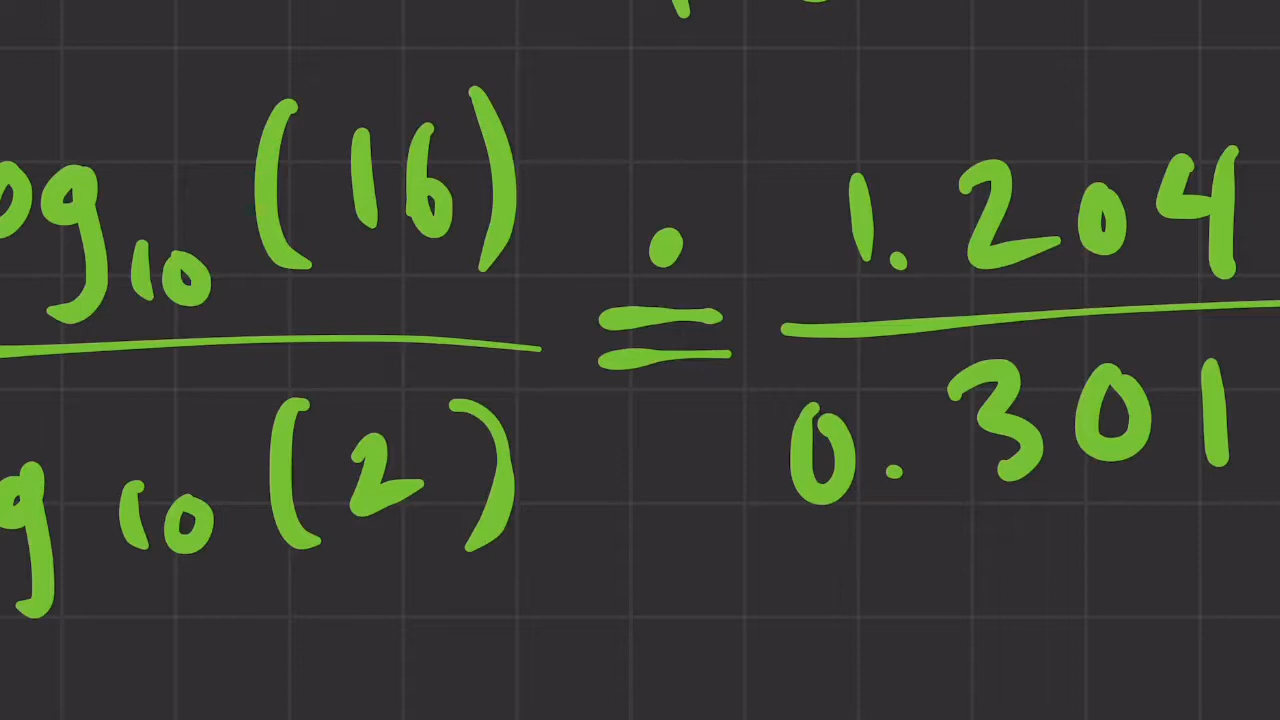 og₁₀(16) ≐ 1.204
g₁₀(2) 0.301